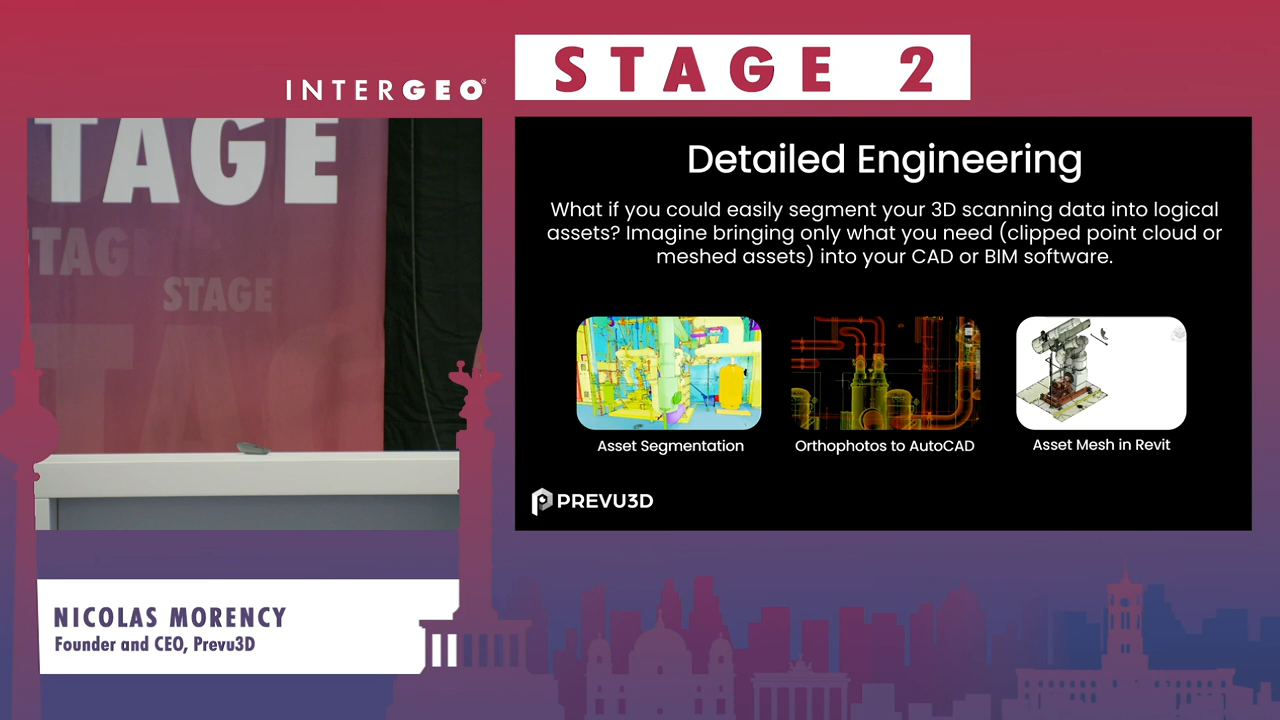 INTERGEO®
STAGE 2
TAGE
STAG
STAGE
TAG
Detailed Engineering
What if you could easily segment your 3D scanning data into logical
assets? Imagine bringing only what you need (clipped point cloud or
meshed assets) into your CAD or BIM software.
Asset Segmentation
Orthophotos to AutoCAD
Asset Mesh in Revit
PREVU3D
NICOLAS MORENCY
Founder and CEO, Prevu3D